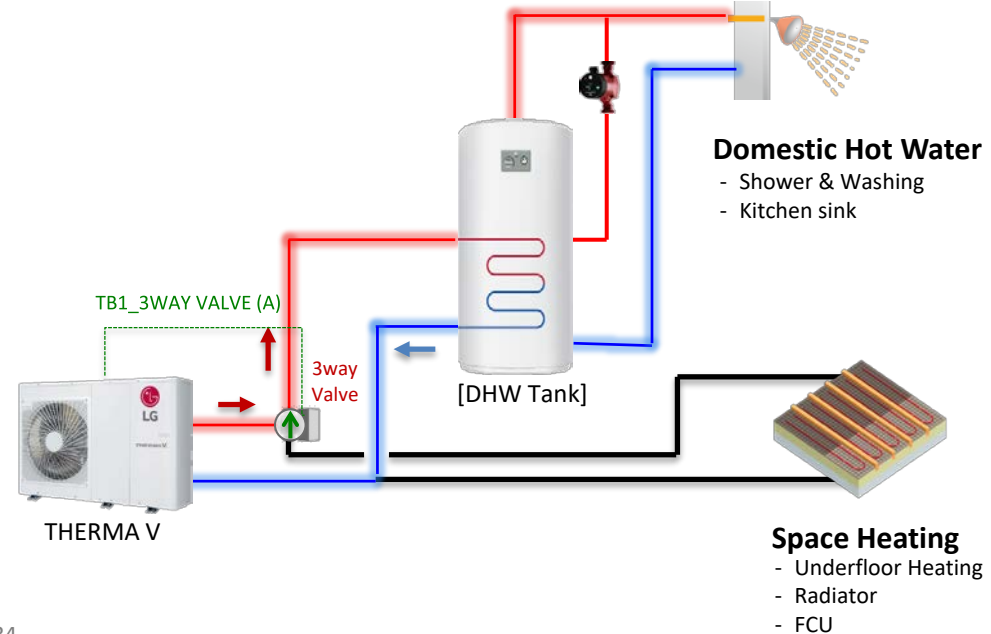 Domestic Hot Water
- Shower & Washing
- Kitchen sink
TB1_3WAY VALVE (A)
3way
Valve
[DHW Tank]
LG
THERMA V
Space Heating
- Underfloor Heating
- Radiator
- FCU